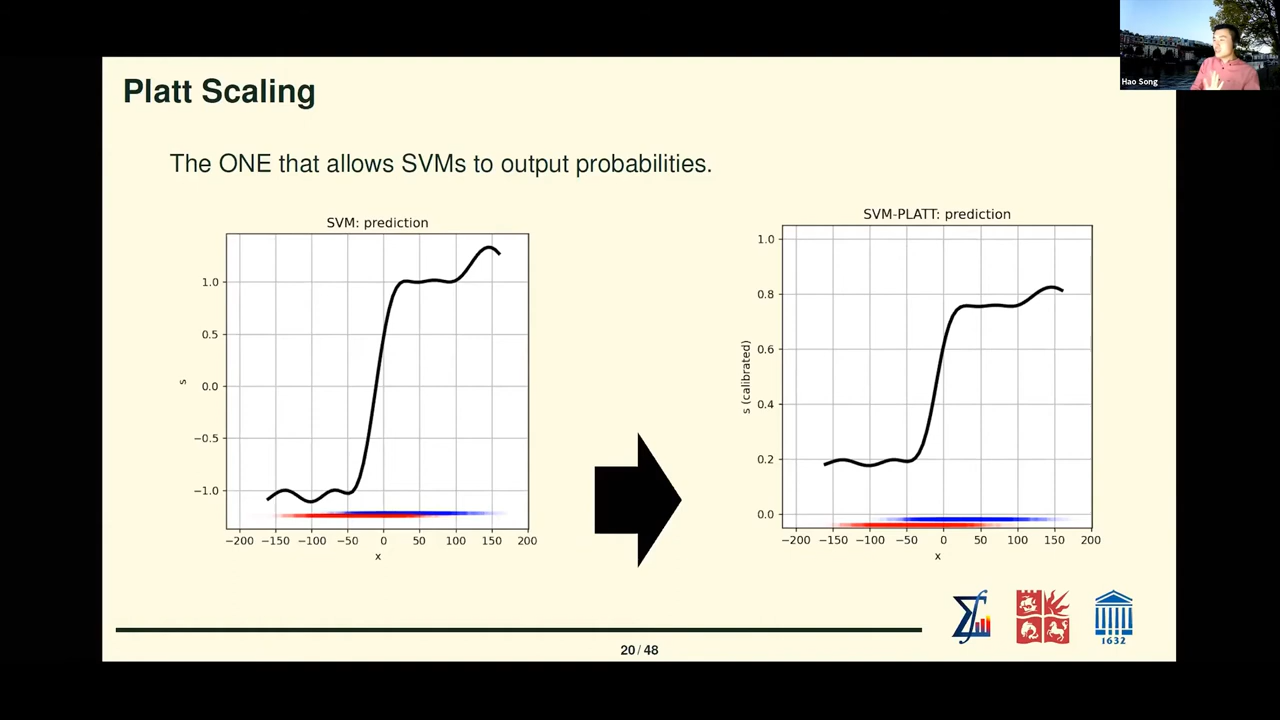 Hao Song
Platt Scaling
The ONE that allows SVMs to output probabilities.
SVM: prediction
1.0
0.5
0.0
−0.5
−1.0
s
−200 −150 −100 −50 0 50 100 150 200
x
SVM-PLATT: prediction
1.0
0.8
0.6
0.4
0.2
0.0
s (calibrated)
−200 −150 −100 −50 0 50 100 150 200
x
1632
20 / 48